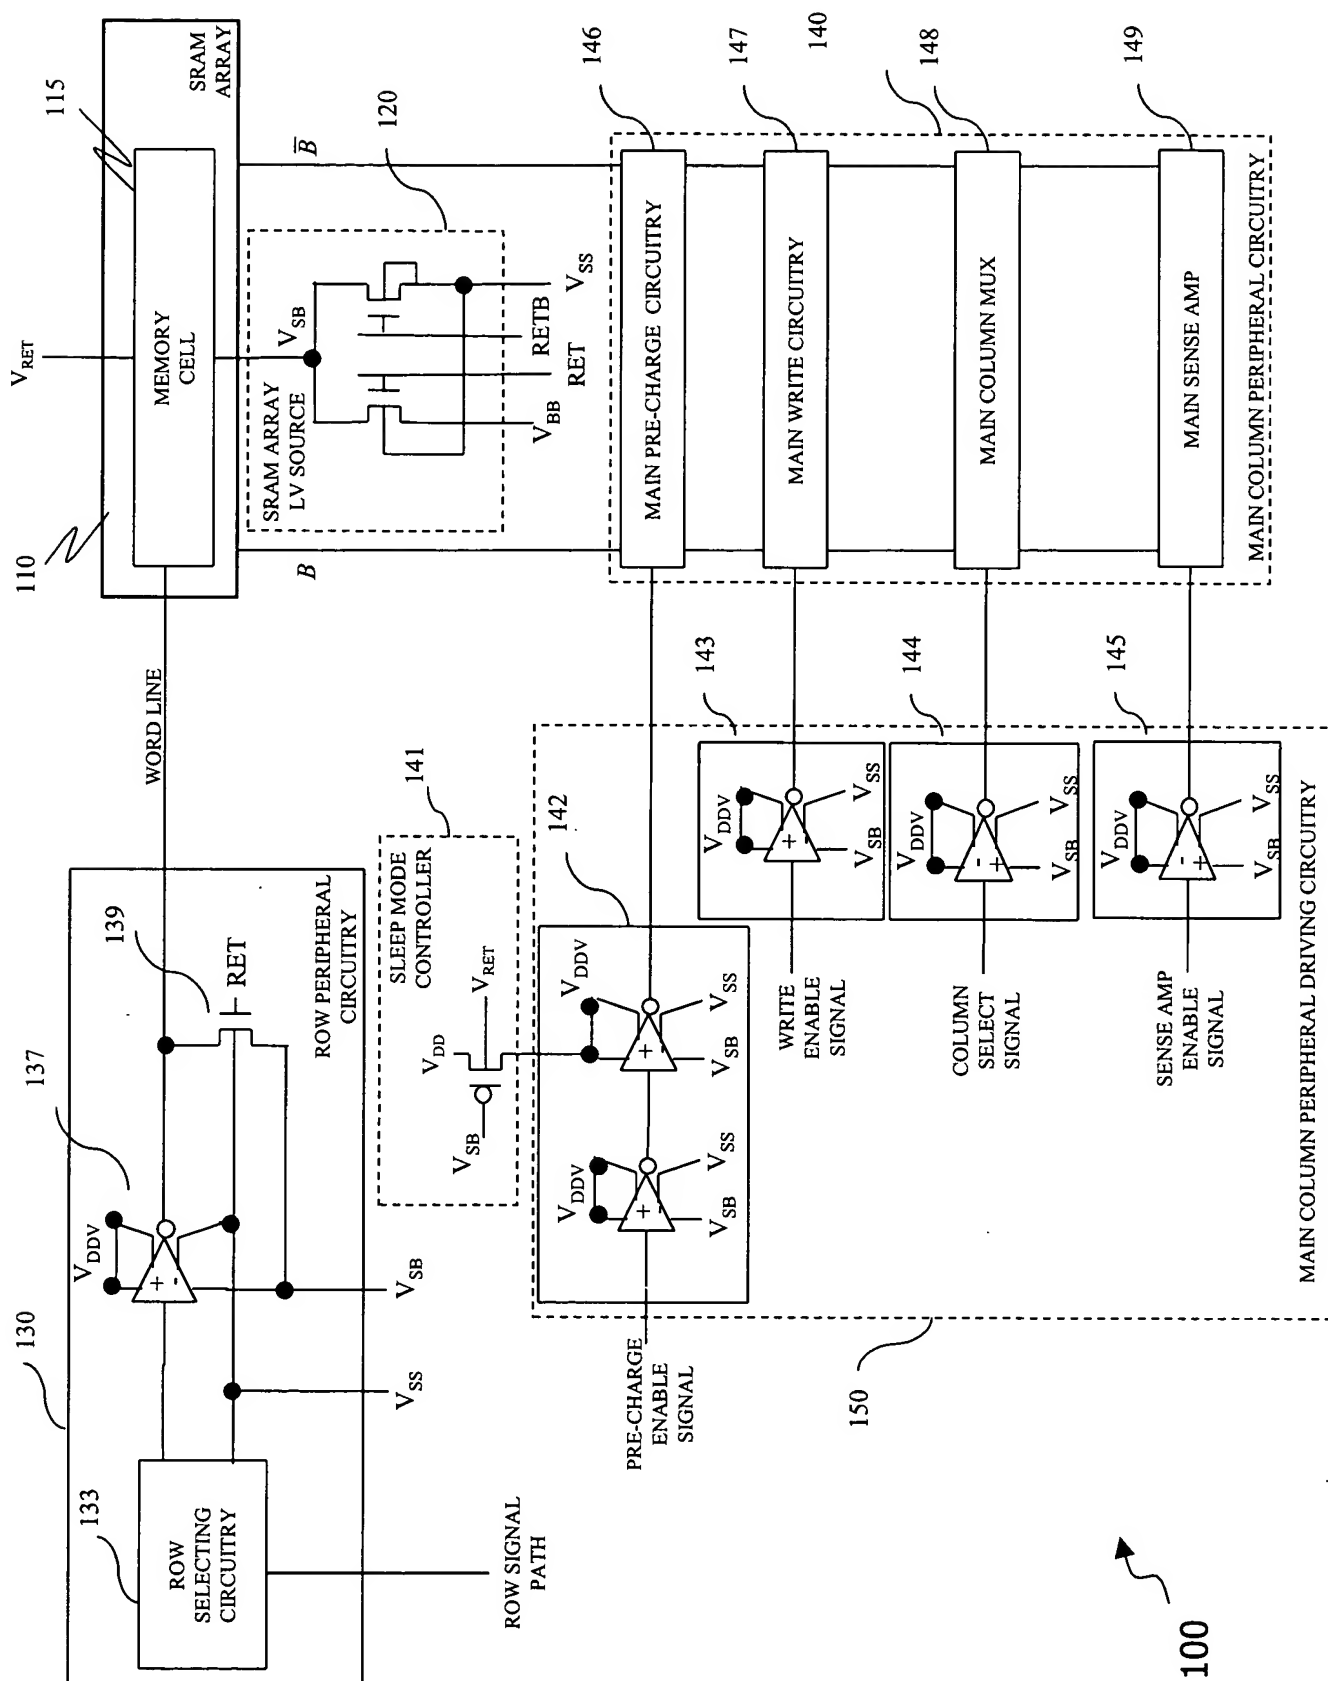 110
115
SRAM
ARRAY
V_RET
MEMORY
CELL
WORD LINE
B
B̅
120
SRAM ARRAY
LV SOURCE
V_SB
V_BB
RET
RETB
V_SS
130
133
ROW
SELECTING
CIRCUITRY
ROW SIGNAL
PATH
137
V_DDV
+
-
139
RET
V_SS
V_SB
ROW PERIPHERAL
CIRCUITRY
141
SLEEP MODE
CONTROLLER
V_DD
V_SB
V_RET
142
V_DDV
+
-
V_SB
V_SS
V_DDV
+
-
V_SB
V_SS
PRE-CHARGE
ENABLE
SIGNAL
143
V_DDV
+
-
V_SB
V_SS
WRITE
ENABLE
SIGNAL
144
V_DDV
-
+
V_SB
V_SS
COLUMN
SELECT
SIGNAL
145
V_DDV
-
+
V_SB
V_SS
SENSE AMP
ENABLE
SIGNAL
150
MAIN COLUMN PERIPHERAL DRIVING CIRCUITRY
146
MAIN PRE-CHARGE CIRCUITRY
147
MAIN WRITE CIRCUITRY
140
148
MAIN COLUMN MUX
149
MAIN SENSE AMP
MAIN COLUMN PERIPHERAL CIRCUITRY
100